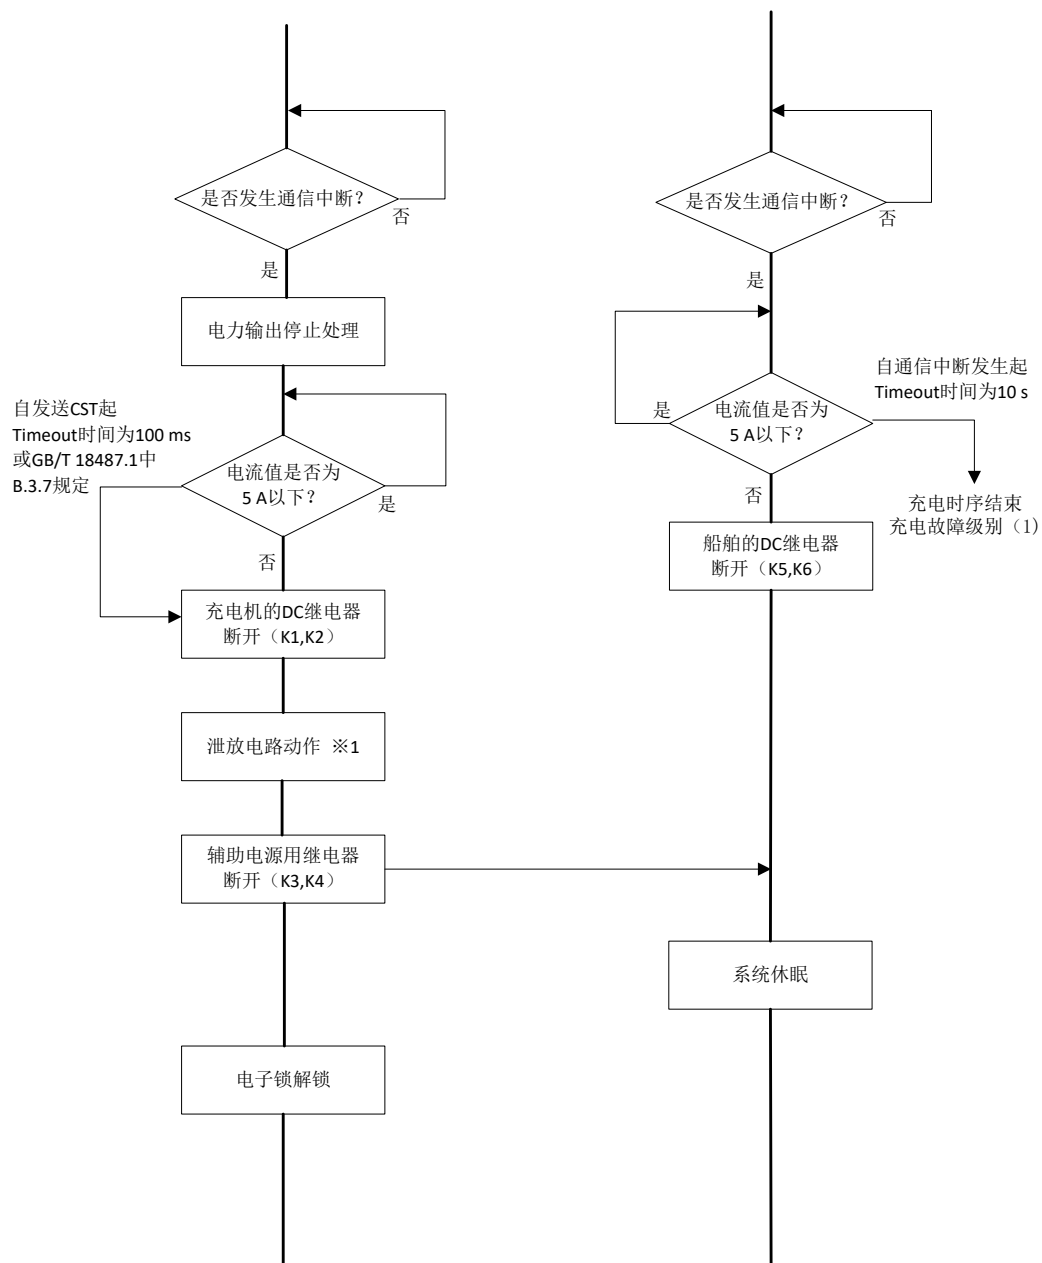 是否发生通信中断?
否
是
电力输出停止处理
自发送CST起
Timeout时间为100 ms
或GB/T 18487.1中
B.3.7规定
电流值是否为
5 A以下?
是
否
充电机的DC继电器
断开（K1,K2）
泄放电路动作 ※1
辅助电源用继电器
断开（K3,K4）
电子锁解锁
是否发生通信中断?
否
是
自通信中断发生起
Timeout时间为10 s
电流值是否为
5 A以下?
是
否
充电时序结束
充电故障级别（1）
船舶的DC继电器
断开（K5,K6）
系统休眠